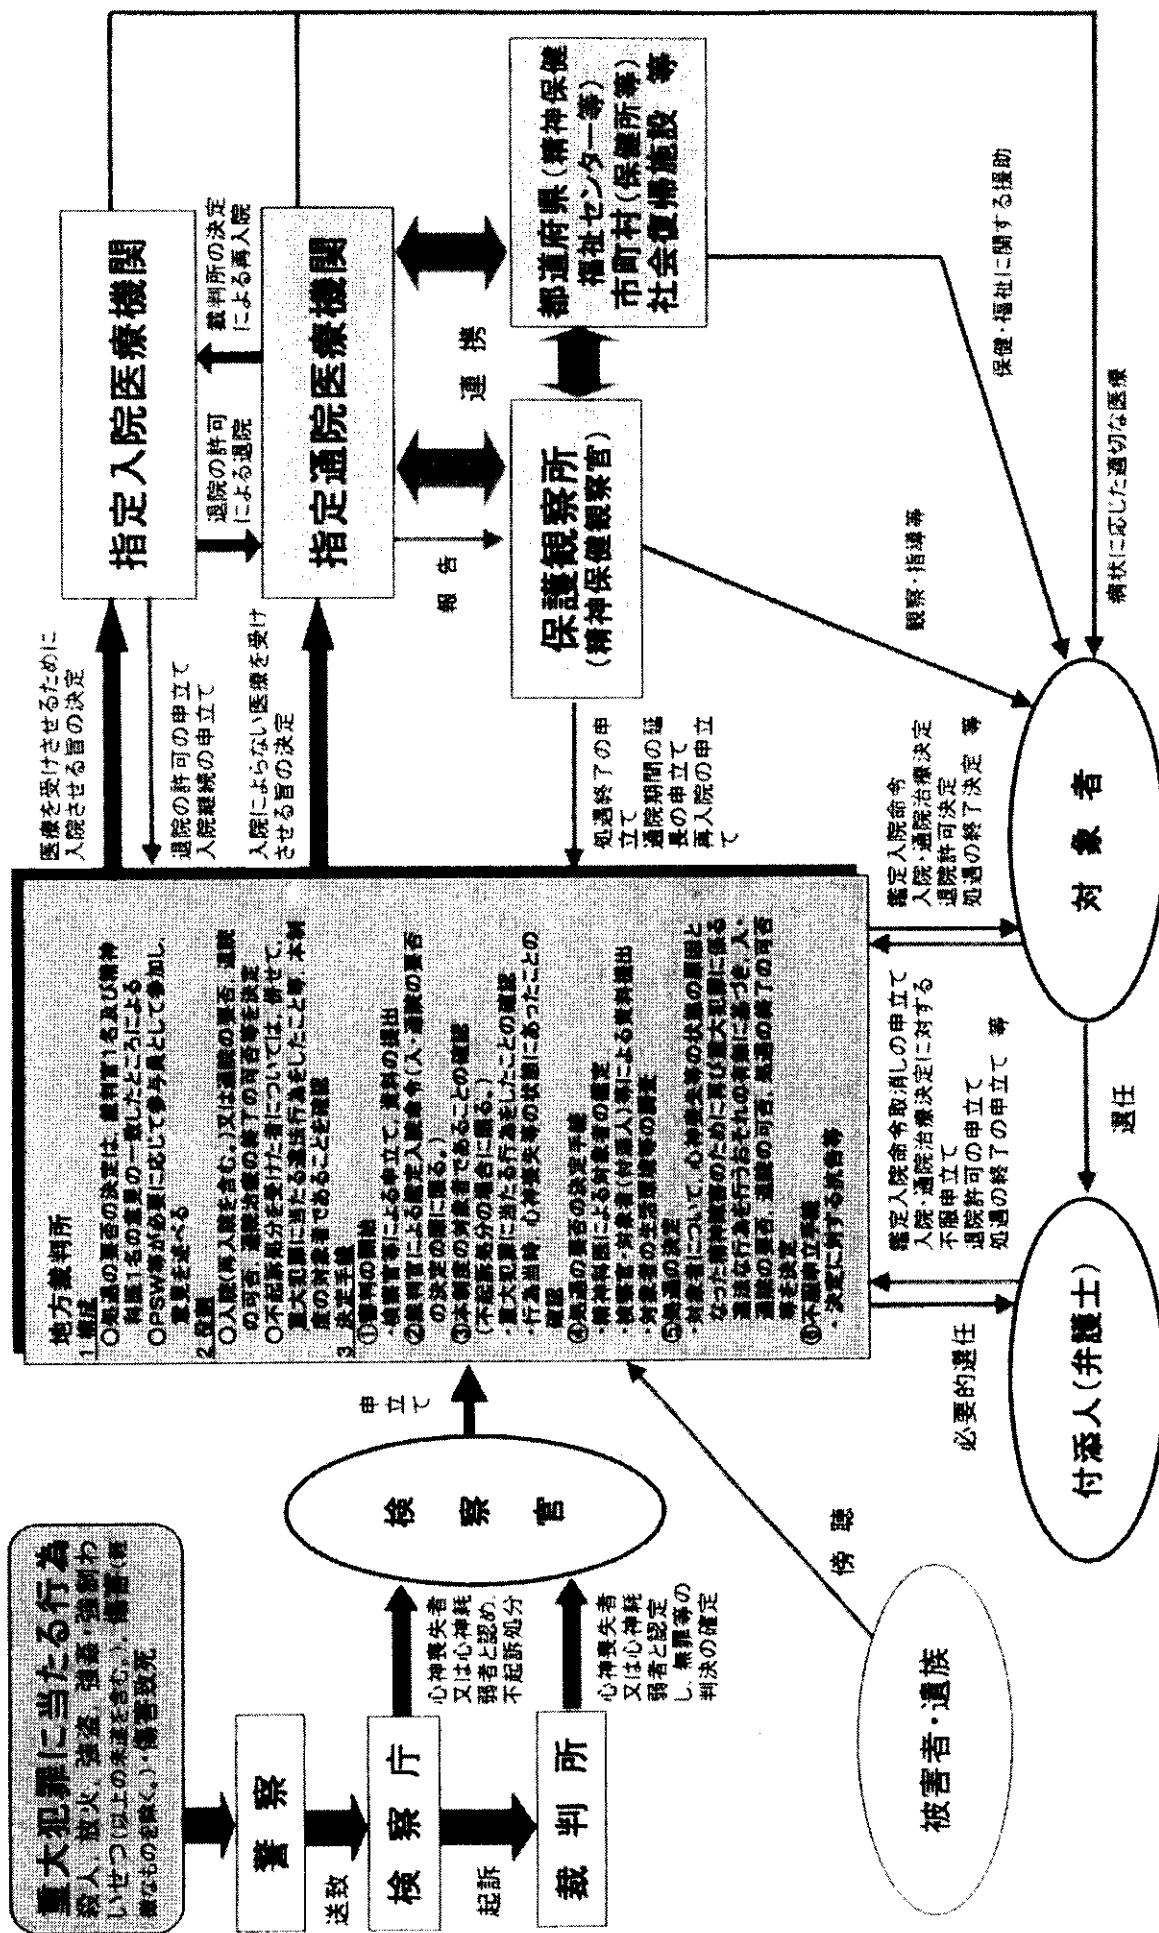 重大犯罪に当たる行為
殺人、放火、強盗、強姦・強制わ
いせつ(以上の未遂を含む。)、傷害(軽
微なものを除く。)・傷害致死
警察
送致
検察庁
起訴
裁判所
心神喪失者
又は心神耗
弱者と認め、
不起訴処分
心神喪失者
又は心神耗
弱者と認定
し、無罪等の
判決の確定
検察官
申立て
被害者・遺族
傍聴
地方裁判所
1 構成
○処遇の要否の決定は、裁判官1名及び精神
科医1名の意見の一致したところによる
○PSW等が必要に応じて参与員として参加し、
意見を述べる
2 役割
○入院(再入院を含む。)又は通院の要否、退院
の可否、通院治療の終了の可否等を決定
○不起訴処分を受けた者については、併せて、
重大犯罪に当たる違法行為をしたこと等、本制
度の対象者であることを確認
3 決定手続
①審判の開始
・検察官等による申立て、資料の提出
②裁判官による鑑定入院命令(入・通院の要否
の決定の際に限る。)
③本制度の対象者であることの確認
(不起訴処分の場合に限る。)
・重大犯罪に当たる行為をしたことの確認
・行為当時、心神喪失等の状態にあったことの
確認
④処遇の要否の決定手続
・精神科医による対象者の鑑定
・検察官・対象者(付添人)等による資料提出
・対象者の生活環境等の調査
⑤処遇の決定
・対象者について、心神喪失等の状態の原因と
なった精神障害のために再び重大犯罪に係る
違法な行為を行うおそれの有無に基づき、入・
通院の要否、退院の可否、処遇の終了の可否
等を決定
⑥不服申立手続
・決定に対する抗告等
医療を受けさせるために
入院させる旨の決定
退院の許可の申立て
入院継続の申立て
入院によらない医療を受け
させる旨の決定
指定入院医療機関
退院の許可
による退院
裁判所の決定
による再入院
指定通院医療機関
報告
連携
保護観察所
(精神保健観察官)
処遇終了の申
立て
通院期間の延
長の申立て
再入院の申立
て
都道府県(精神保健
福祉センター等)
市町村(保健所等)
社会復帰施設 等
観察・指導等
保健・福祉に関する援助
病状に応じた適切な医療
鑑定入院命令
入院・通院治療決定
退院許可決定
処遇の終了決定 等
対象者
選任
鑑定入院命令取消しの申立て
入院・通院治療決定に対する
不服申立て
退院許可の申立て
処遇の終了の申立て 等
必要的選任
付添人(弁護士)